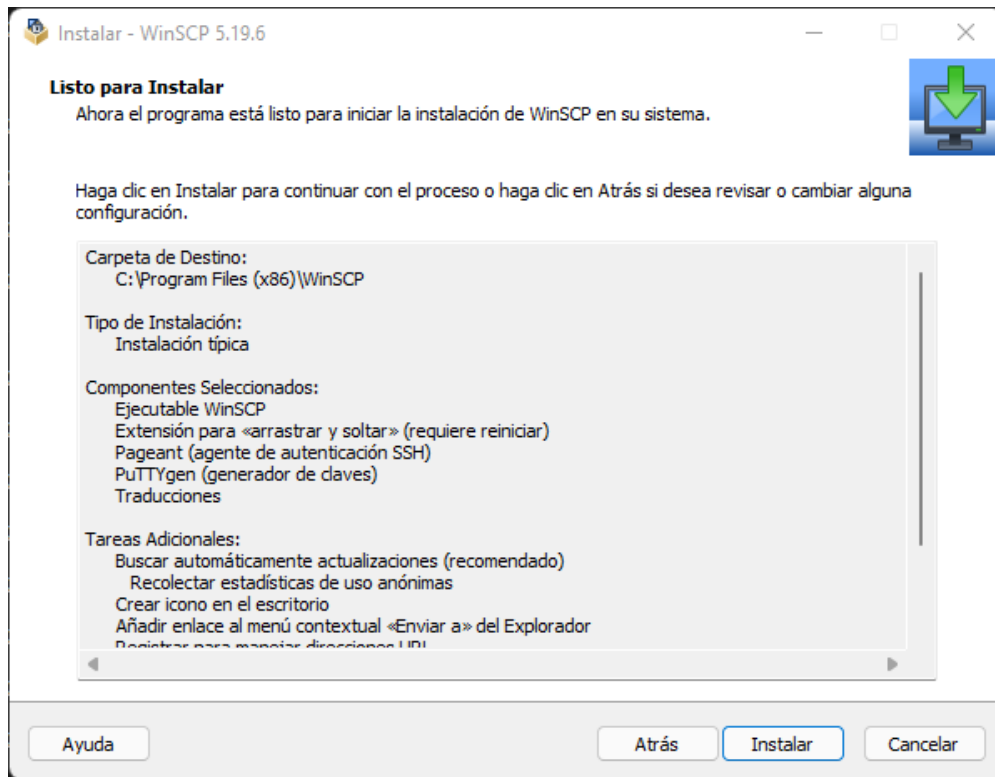 Instalar - WinSCP 5.19.6
Listo para Instalar
Ahora el programa está listo para iniciar la instalación de WinSCP en su sistema.
Haga clic en Instalar para continuar con el proceso o haga clic en Atrás si desea revisar o cambiar alguna
configuración.
Carpeta de Destino:
C:\Program Files (x86)\WinSCP
Tipo de Instalación:
Instalación típica
Componentes Seleccionados:
Ejecutable WinSCP
Extensión para «arrastrar y soltar» (requiere reiniciar)
Pageant (agente de autenticación SSH)
PuTTYgen (generador de claves)
Traducciones
Tareas Adicionales:
Buscar automáticamente actualizaciones (recomendado)
Recolectar estadísticas de uso anónimas
Crear icono en el escritorio
Añadir enlace al menú contextual «Enviar a» del Explorador
Registrar para manejar direcciones URL
Ayuda
Atrás
Instalar
Cancelar